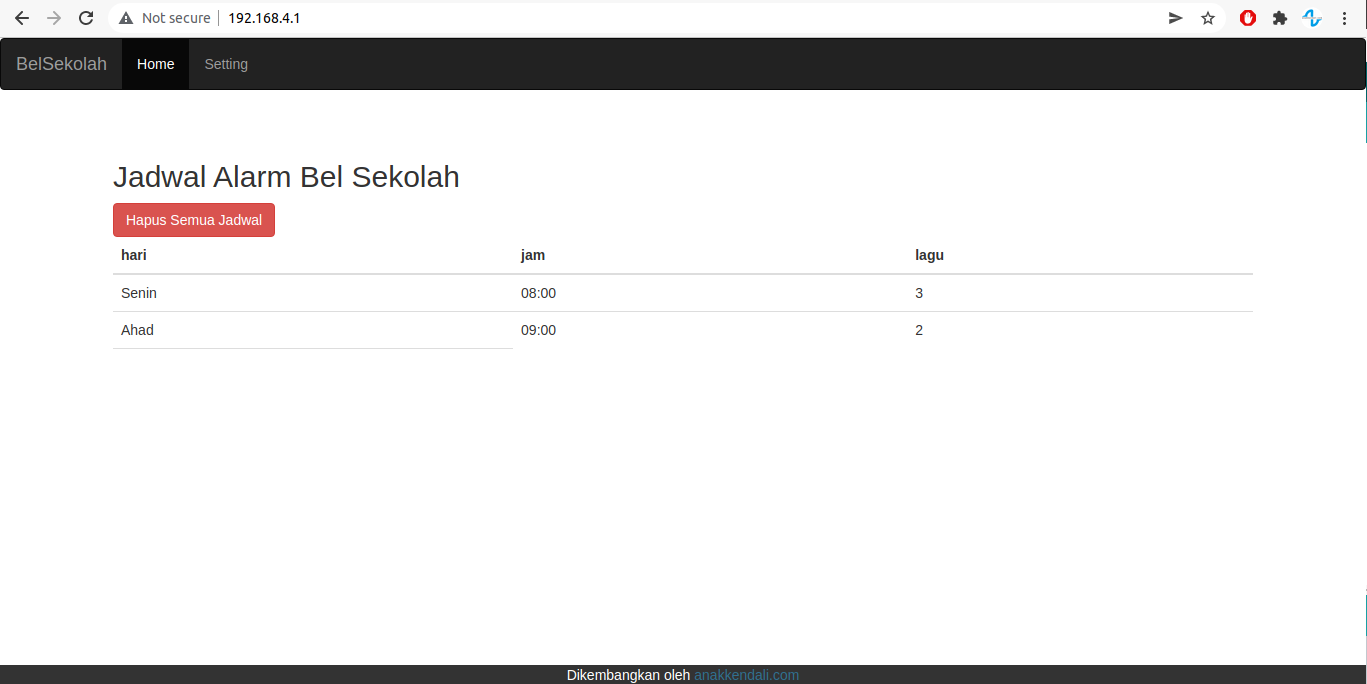 Not secure 192.168.4.1
BelSekolah Home Setting
Jadwal Alarm Bel Sekolah
Hapus Semua Jadwal
hari jam lagu
Senin 08:00 3
Ahad 09:00 2
Dikembangkan oleh anakkendali.com